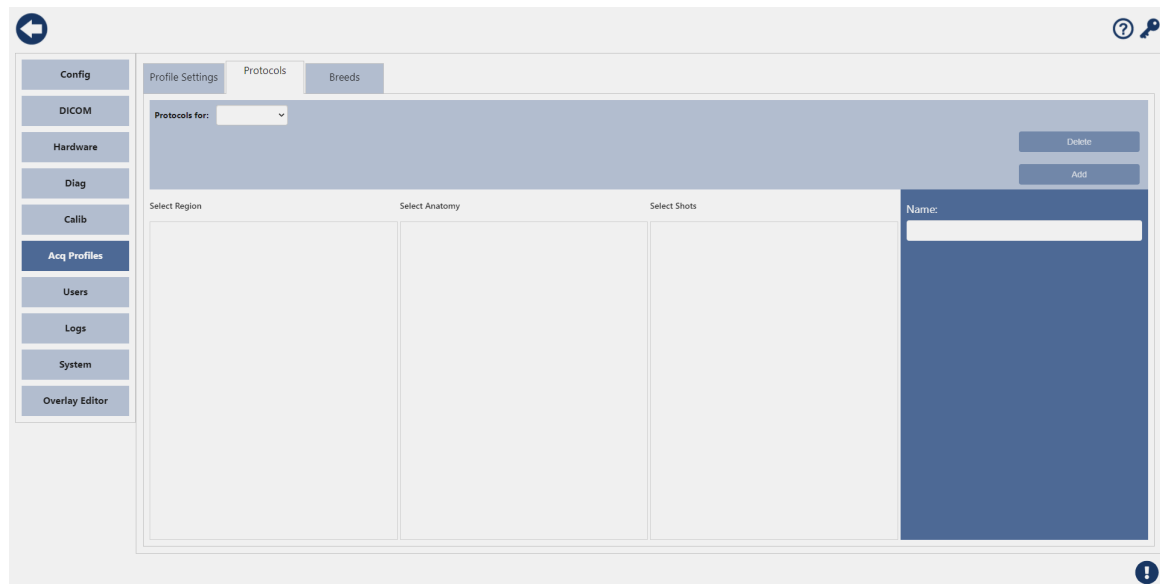 Config
DICOM
Hardware
Diag
Calib
Acq Profiles
Users
Logs
System
Overlay Editor
Profile Settings
Protocols
Breeds
Protocols for:
Delete
Add
Select Region
Select Anatomy
Select Shots
Name: